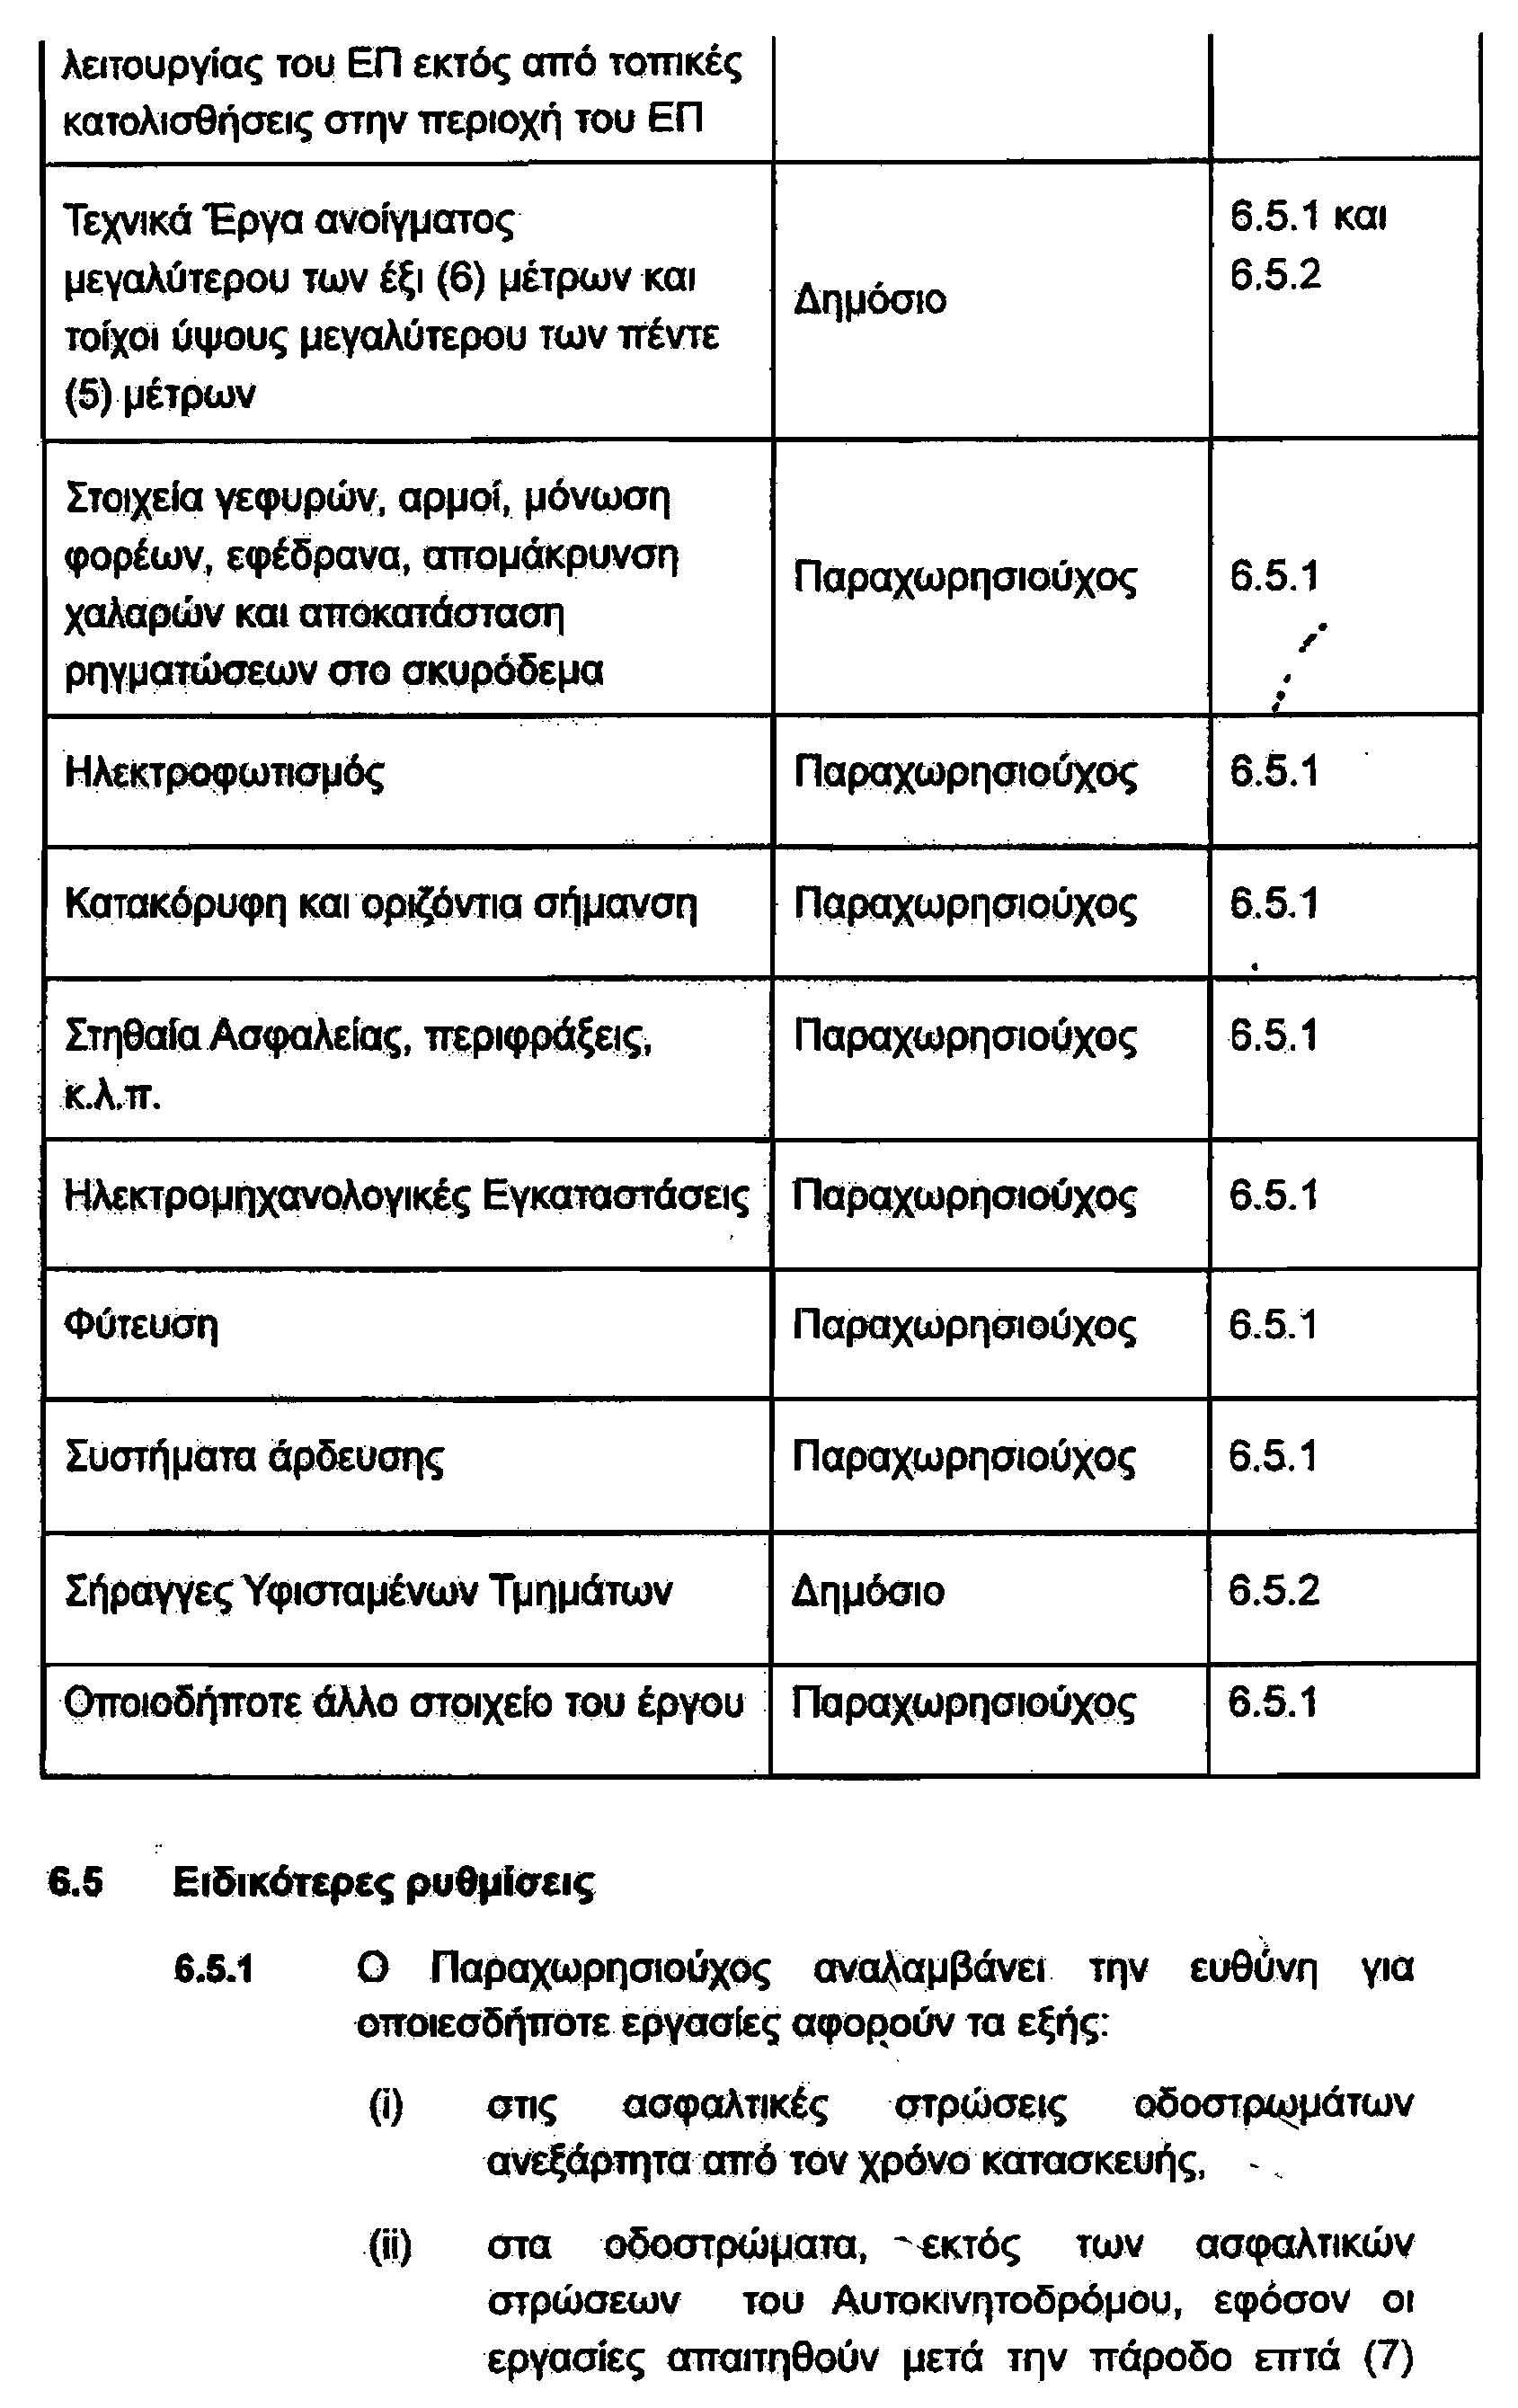 λειτουργίας του ΕΠ εκτός από τοπικές
κατολισθήσεις στην περιοχή του ΕΠ
Τεχνικά Έργα ανοίγματος
μεγαλύτερου των έξι (6) μέτρων και
τοίχοι ύψους μεγαλύτερου των πέντε
(5) μέτρων
Δημόσιο
6.5.1 και
6.5.2
Στοιχεία γεφυρών, αρμοί, μόνωση
φορέων, εφέδρανα, απομάκρυνση
χαλαρών και αποκατάσταση
ρηγματώσεων στο σκυρόδεμα
Παραχωρησιούχος
6.5.1
Ηλεκτροφωτισμός Παραχωρησιούχος 6.5.1
Κατακόρυφη και οριζόντια σήμανση Παραχωρησιούχος 6.5.1
Στηθαία Ασφαλείας, περιφράξεις, Παραχωρησιούχος 6.5.1
κ.λ.π.
Ηλεκτρομηχανολογικές Εγκαταστάσεις Παραχωρησιούχος 6.5.1
Φύτευση Παραχωρησιούχος 6.5.1
Συστήματα άρδευσης Παραχωρησιούχος 6.5.1
Σήραγγες Υφισταμένων Τμημάτων Δημόσιο 6.5.2
Οποιοδήποτε άλλο στοιχείο του έργου Παραχωρησιούχος 6.5.1
6.5 Ειδικότερες ρυθμίσεις
6.5.1 Ο Παραχωρησιούχος αναλαμβάνει την ευθύνη για
οποιεσδήποτε εργασίες αφορούν τα εξής:
(i) στις ασφαλτικές στρώσεις οδοστρωμάτων
ανεξάρτητα από τον χρόνο κατασκευής,
(ii) στα οδοστρώματα, εκτός των ασφαλτικών
στρώσεων του Αυτοκινητοδρόμου, εφόσον οι
εργασίες απαιτηθούν μετά την πάροδο επτά (7)